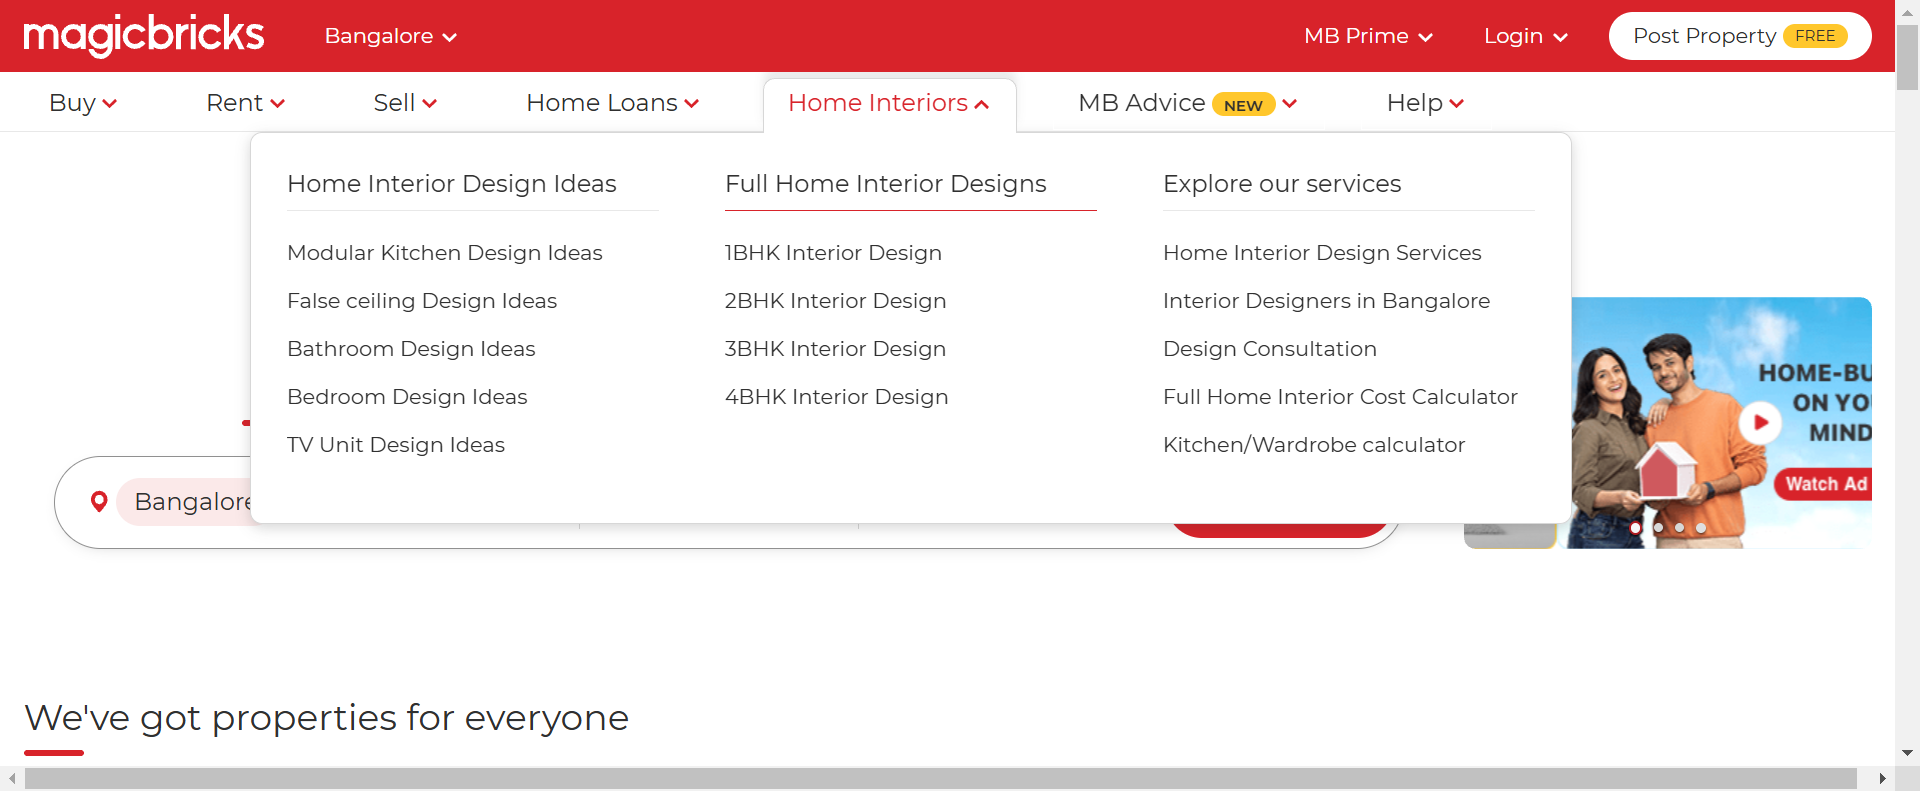 magicbricks
Bangalore
MB Prime
Login
Post Property FREE
Buy
Rent
Sell
Home Loans
Home Interiors
MB Advice NEW
Help
Home Interior Design Ideas
Modular Kitchen Design Ideas
False ceiling Design Ideas
Bathroom Design Ideas
Bedroom Design Ideas
TV Unit Design Ideas
Full Home Interior Designs
1BHK Interior Design
2BHK Interior Design
3BHK Interior Design
4BHK Interior Design
Explore our services
Home Interior Design Services
Interior Designers in Bangalore
Design Consultation
Full Home Interior Cost Calculator
Kitchen/Wardrobe calculator
Bangalore
HOME-BU
ON YO
MIND
Watch Ad
We've got properties for everyone